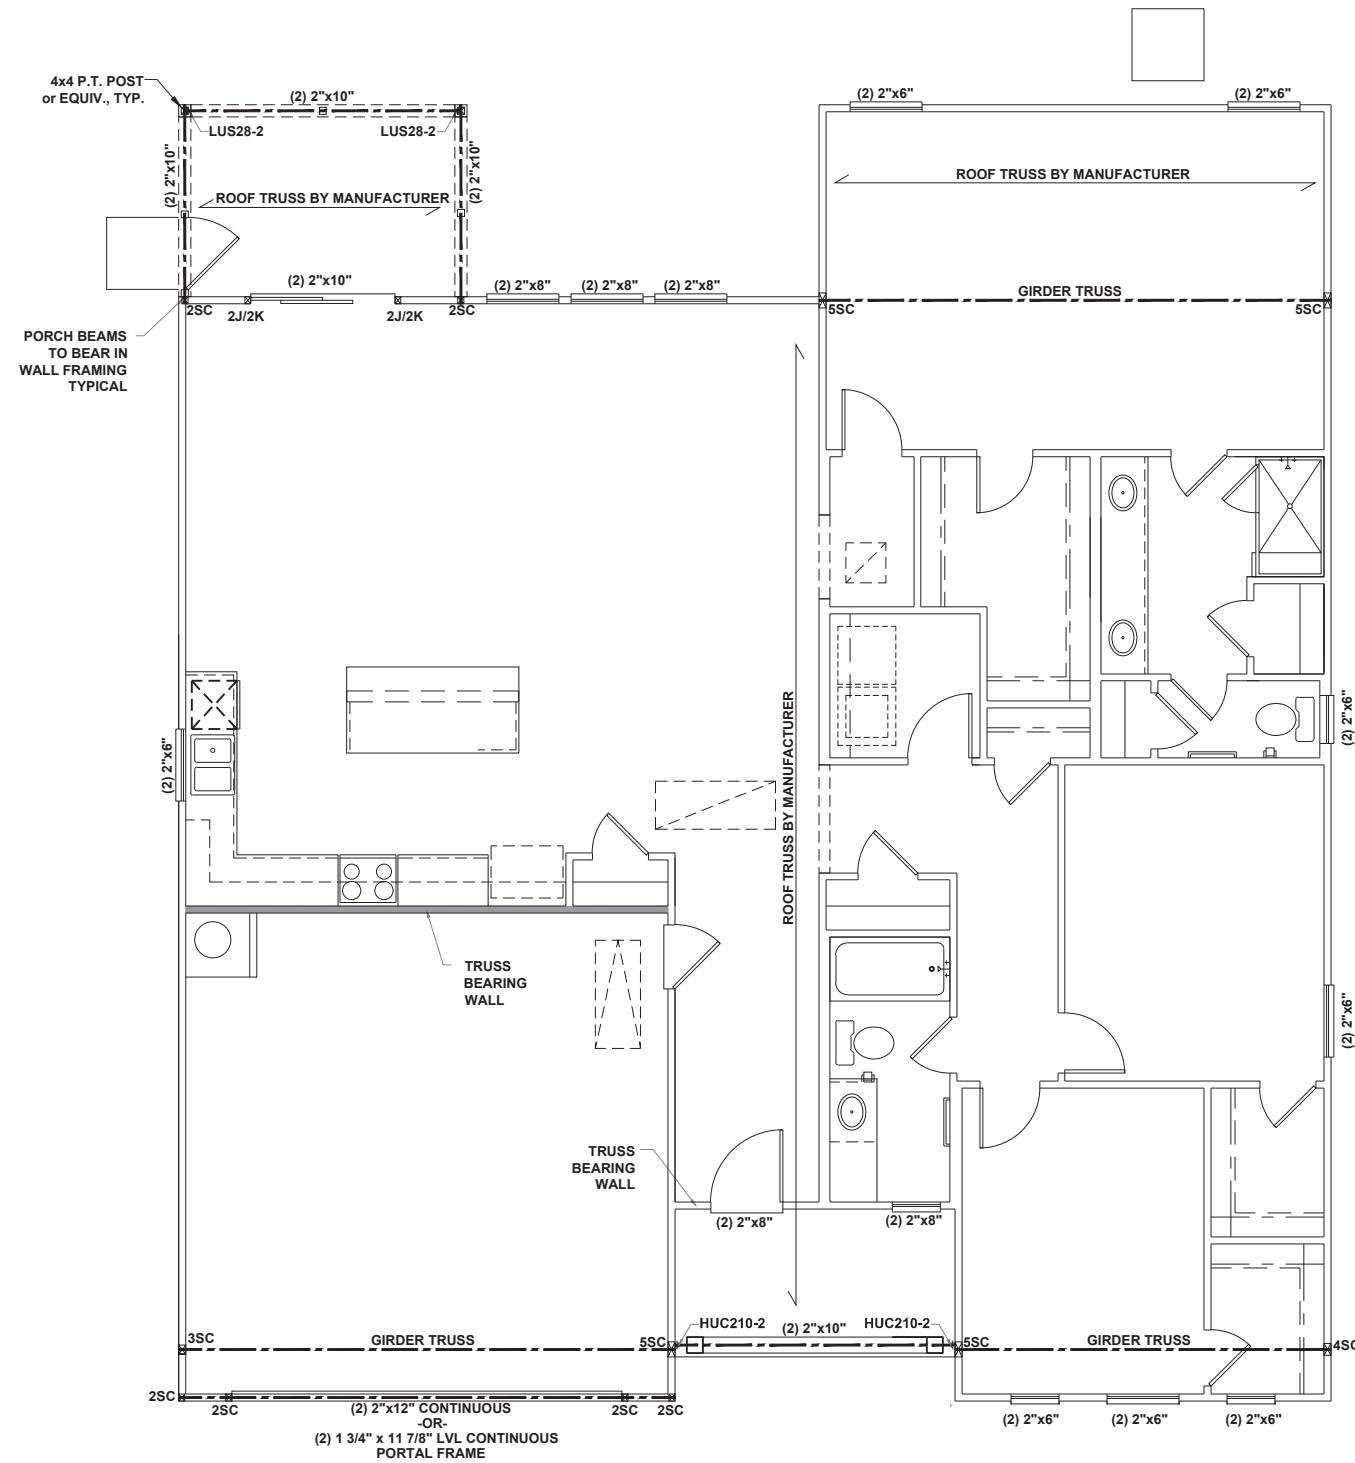 4x4 P.T. POST
or EQUIV., TYP.
(2) 2"x10"
LUS28-2
LUS28-2
(2) 2"x10"
(2) 2"x10"
ROOF TRUSS BY MANUFACTURER
(2) 2"x6"
(2) 2"x6"
ROOF TRUSS BY MANUFACTURER
(2) 2"x10"
(2) 2"x8"
(2) 2"x8"
(2) 2"x8"
GIRDER TRUSS
2SC
2J/2K
2J/2K
2SC
5SC
5SC
PORCH BEAMS
TO BEAR IN
WALL FRAMING
TYPICAL
(2) 2"x6"
(2) 2"x6"
ROOF TRUSS BY MANUFACTURER
TRUSS
BEARING
WALL
(2) 2"x6"
TRUSS
BEARING
WALL
(2) 2"x8"
(2) 2"x8"
3SC
GIRDER TRUSS
5SC
HUC210-2
(2) 2"x10"
HUC210-2
5SC
GIRDER TRUSS
4SC
2SC
2SC
(2) 2"x12" CONTINUOUS
-OR-
(2) 1 3/4" x 11 7/8" LVL CONTINUOUS
PORTAL FRAME
2SC
2SC
(2) 2"x6"
(2) 2"x6"
(2) 2"x6"